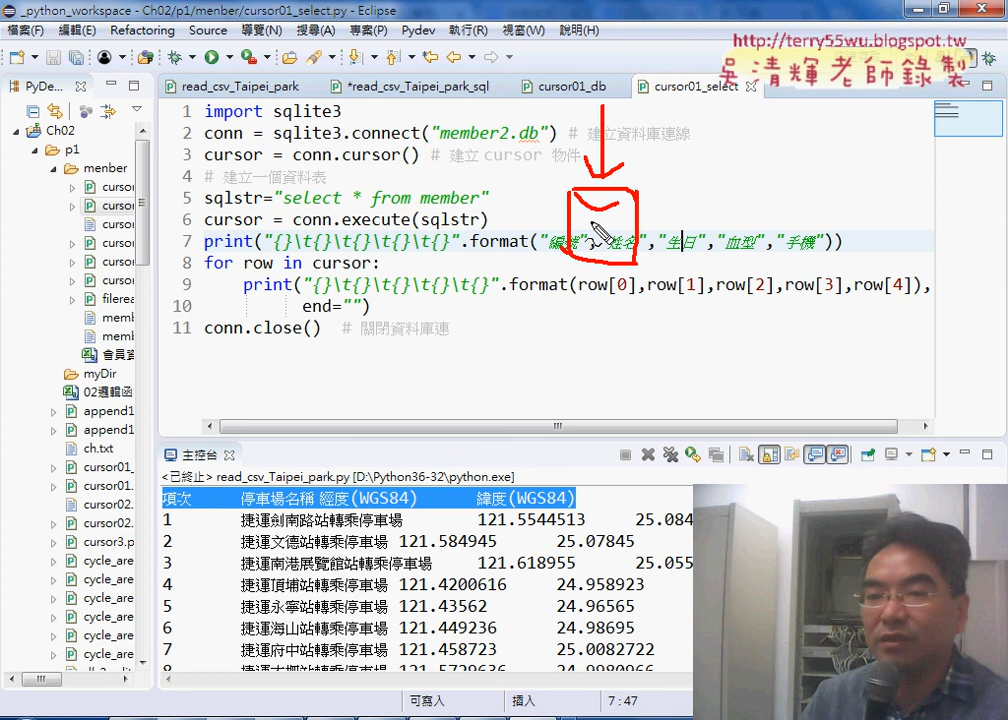 _python_workspace - Ch02/p1/menber/cursor01_select.py - Eclipse
檔案(F) 編輯(E) Refactoring Source 導覽(N) 搜尋(A) 專案(P) Pydev 執行(R) 視窗(W) 說明(H)
http://terry55wu.blogspot.tw
吳清輝老師錄製
PyDe...
read_csv_Taipei_park
*read_csv_Taipei_park_sql
cursor01_db
cursor01_select
Ch02
p1
menber
curso
curso
curso
curso
curso
curso
filerea
memb
memb
會員資
myDir
02邏輯函
append1
append1
ch.txt
cursor01_
cursor01.
cursor02.
cursor02.
cursor3.p
cycle_are
cycle_are
cycle_are
cycle_are
cycle_are
1 import sqlite3
2 conn = sqlite3.connect("member2.db") # 建立資料庫連線
3 cursor = conn.cursor() # 建立 cursor 物件
4 # 建立一個資料表
5 sqlstr="select * from member"
6 cursor = conn.execute(sqlstr)
7 print("{}\t{}\t{}\t{}\t{}".format("編號","姓名","生日","血型","手機"))
8 for row in cursor:
9 print("{}\t{}\t{}\t{}\t{}".format(row[0],row[1],row[2],row[3],row[4]),
10 end="")
11 conn.close() # 關閉資料庫連
主控台
<已終止> read_csv_Taipei_park.py [D:\Python36-32\python.exe]
項次 停車場名稱 經度(WGS84) 緯度(WGS84)
1 捷運劍南路站轉乘停車場 121.5544513 25.084
2 捷運文德站轉乘停車場 121.584945 25.07845
3 捷運南港展覽館站轉乘停車場 121.618955 25.055
4 捷運頂埔站轉乘停車場 121.4200616 24.958923
5 捷運永寧站轉乘停車場 121.43562 24.96565
6 捷運海山站轉乘停車場 121.449236 24.98695
7 捷運府中站轉乘停車場 121.458723 25.0082722
可寫入 插入 7:47